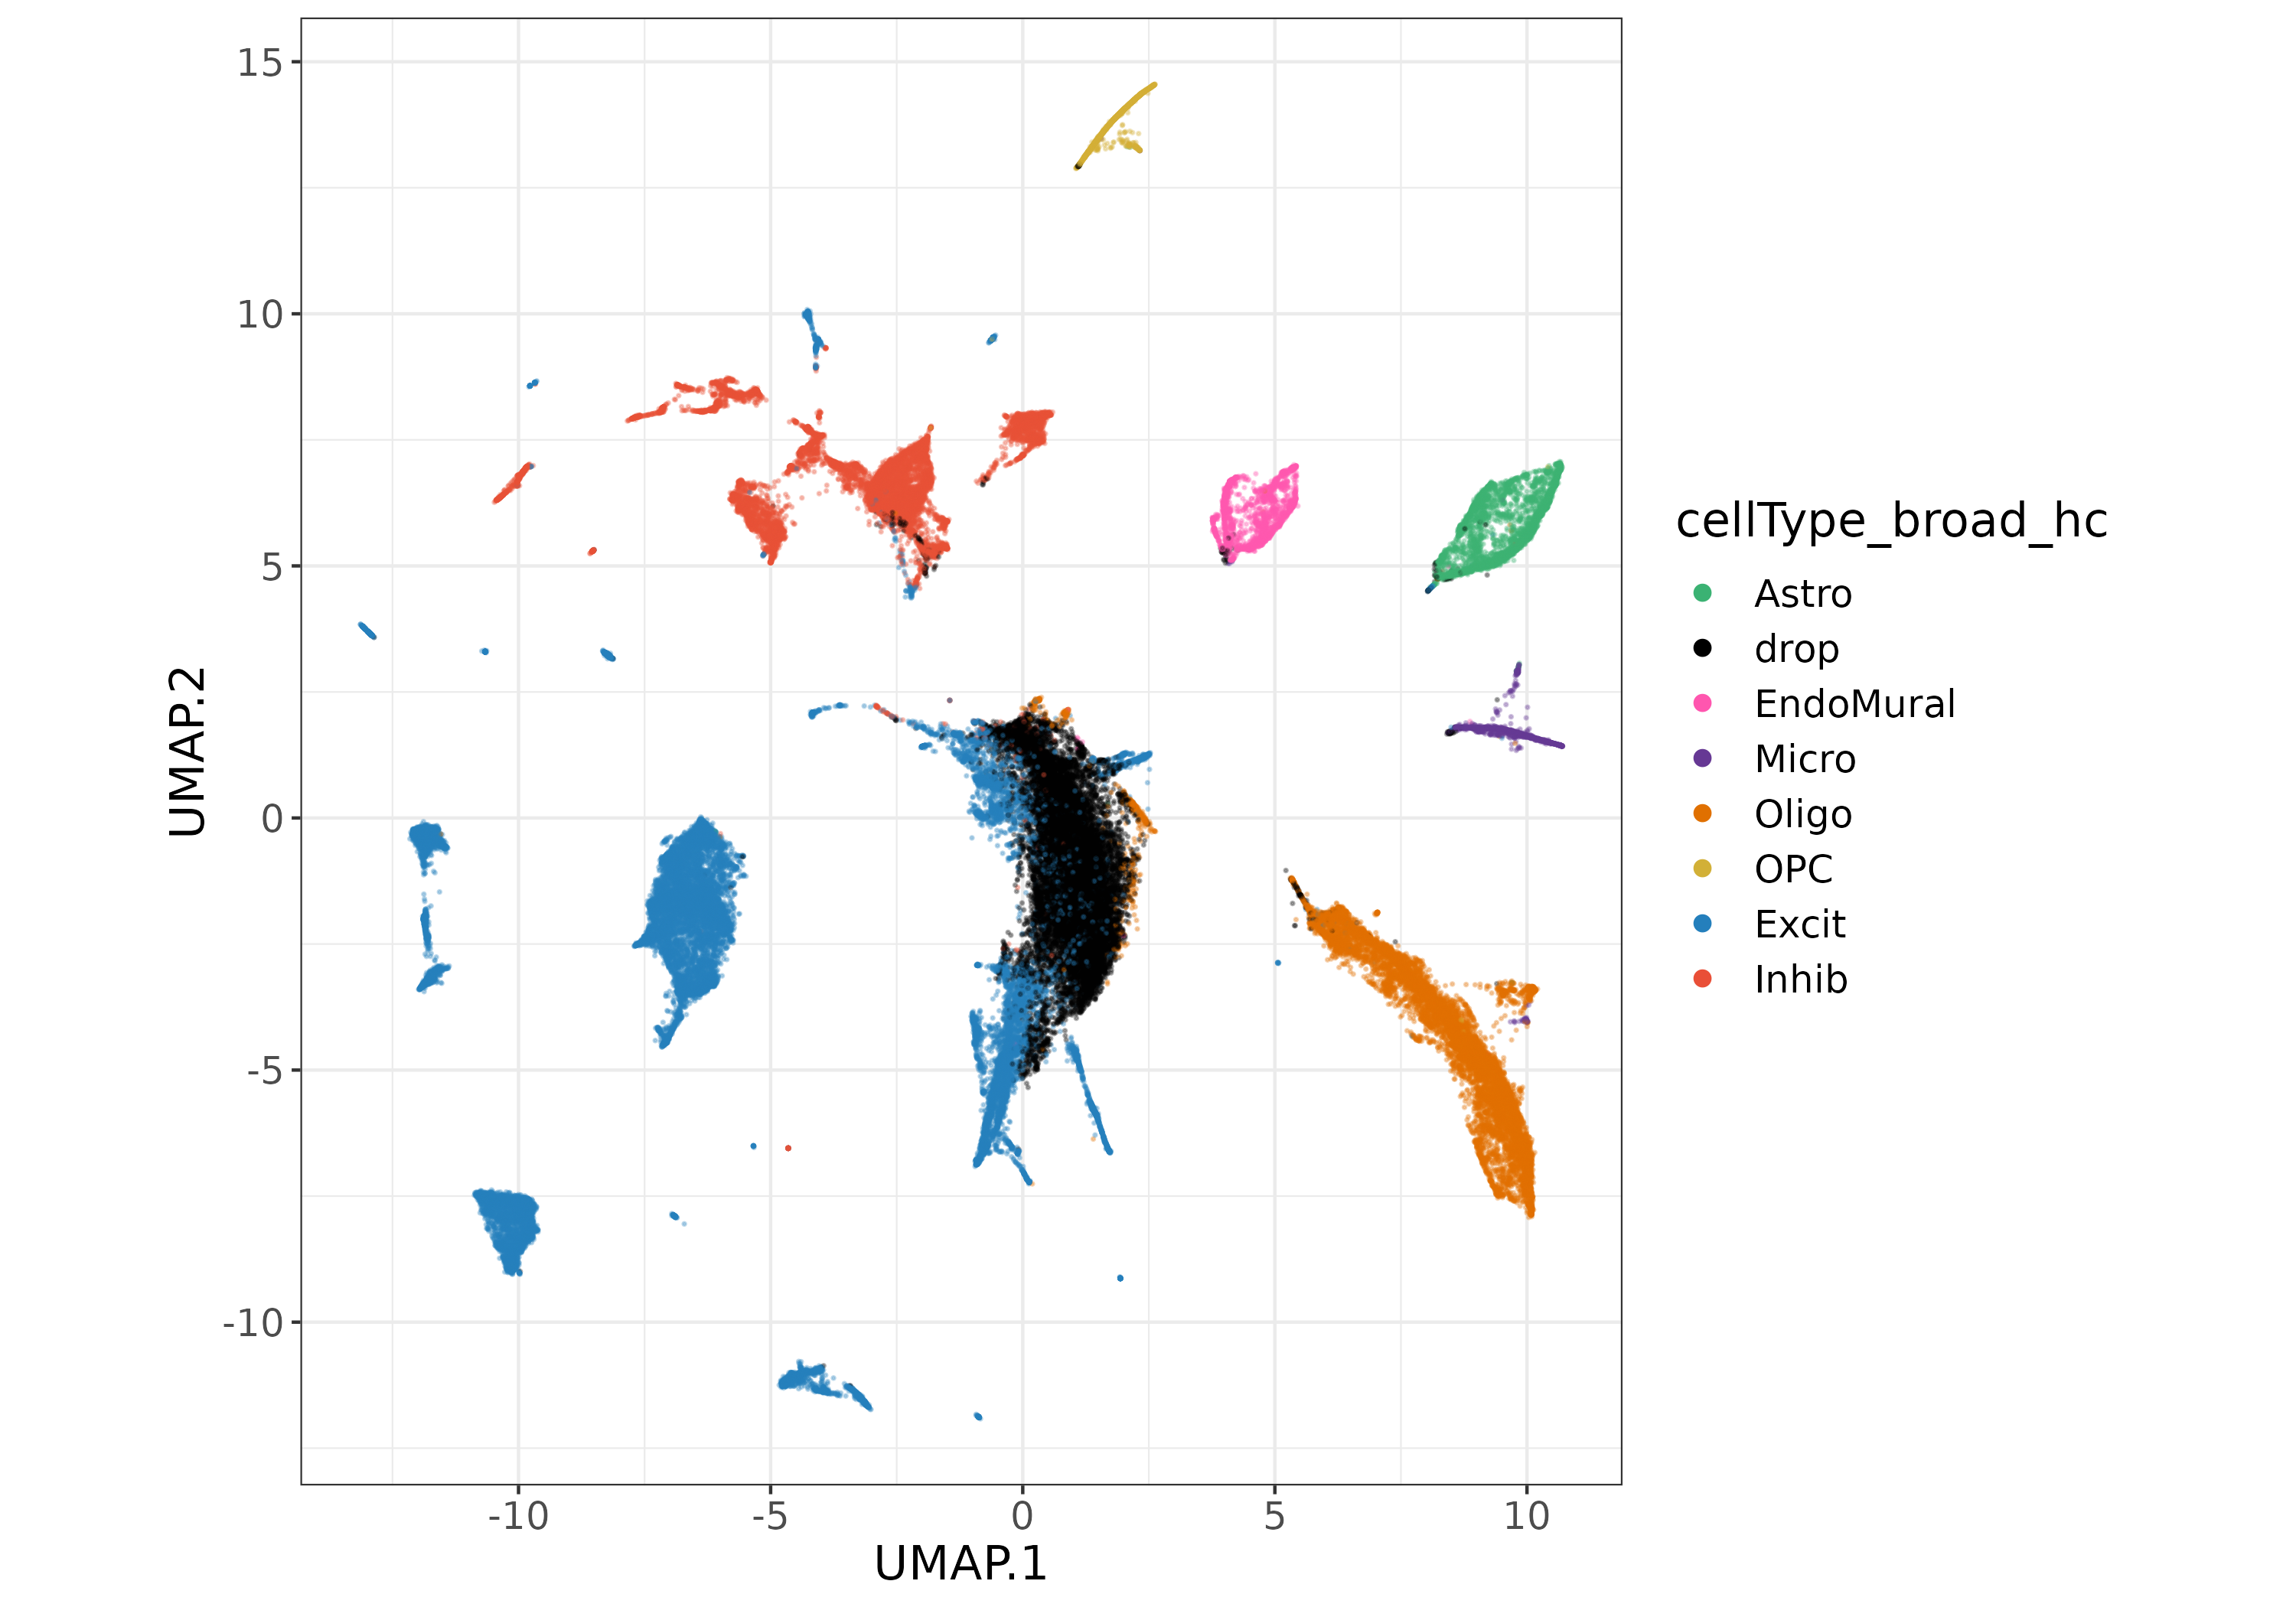 15
10
5
0
-5
-10
UMAP.2
-10 -5 0 5 10
UMAP.1
cellType_broad_hc
Astro
drop
EndoMural
Micro
Oligo
OPC
Excit
Inhib